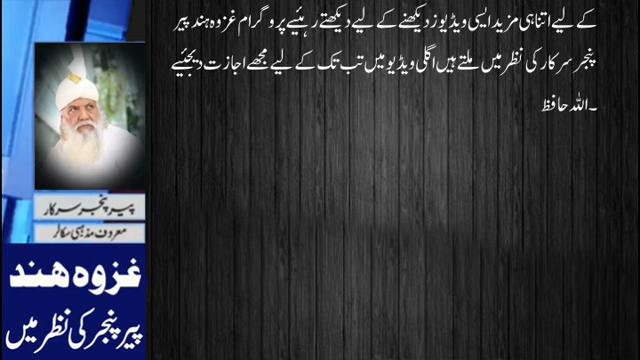 کے لیے اتنا ہی مزید ایسی ویڈیوز دیکھنے کے لیے دیکھتے رہئیے پروگرام غزوہ ہند پیر
پنجر سرکار کی نظر میں ملتے ہیں اگلی ویڈیو میں تب تک کے لیے مجھے اجازت دیجئیے
۔اللہ حافظ
پیر پنجر سرکار
معروف مذہبی سکالر
غزوہ ھند
پیر پنجر کی نظر میں